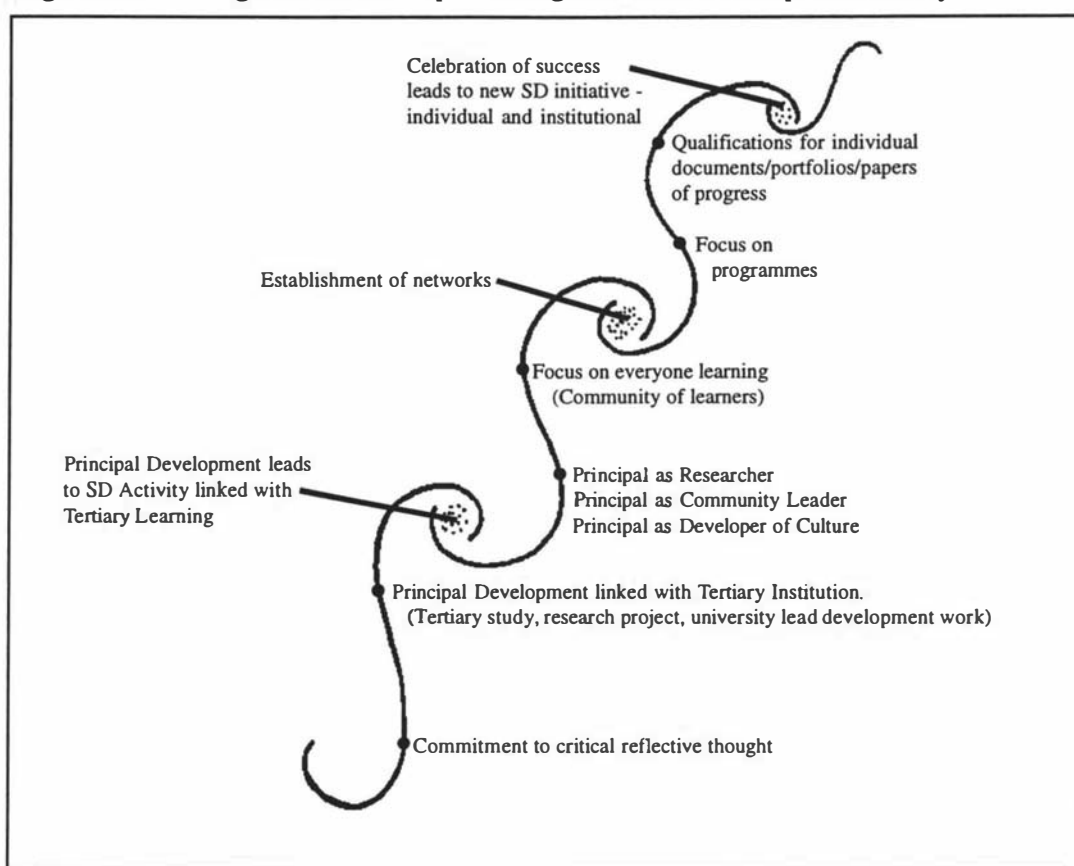 Celebration of success
leads to new SD initiative -
individual and institutional
Qualifications for individual
documents/portfolios/papers
of progress
Focus on
programmes
Establishment of networks
Focus on everyone learning
(Community of learners)
Principal Development leads
to SD Activity linked with
Tertiary Learning
Principal as Researcher
Principal as Community Leader
Principal as Developer of Culture
Principal Development linked with Tertiary Institution.
(Tertiary study, research project, university lead development work)
Commitment to critical reflective thought